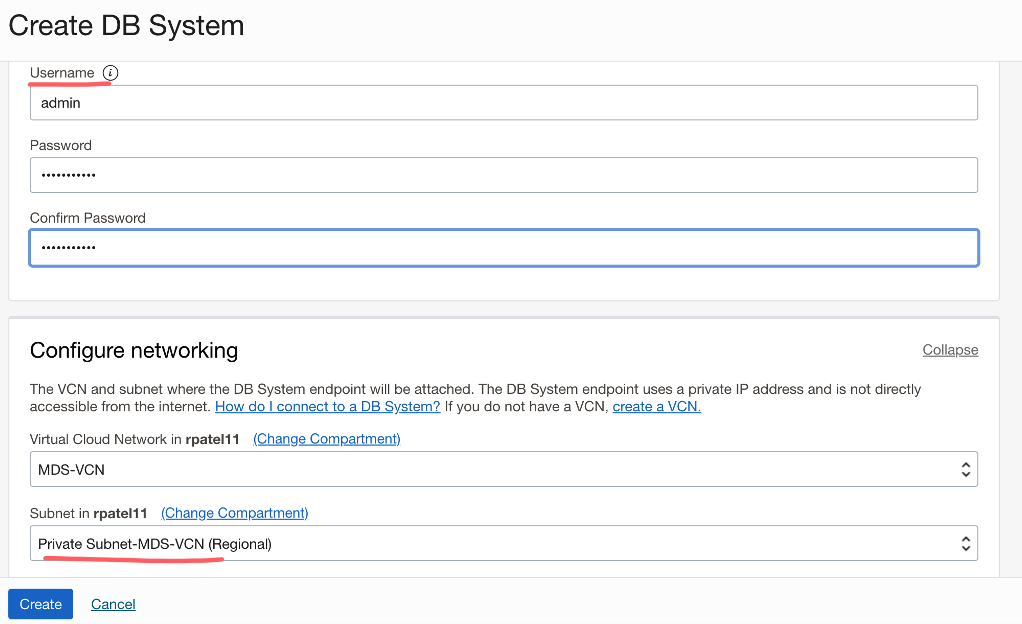 Create DB System
Username
admin
Password
•••••••••••
Confirm Password
•••••••••••
Configure networking
Collapse
The VCN and subnet where the DB System endpoint will be attached. The DB System endpoint uses a private IP address and is not directly
accessible from the internet. How do I connect to a DB System? If you do not have a VCN, create a VCN.
Virtual Cloud Network in rpatel11 (Change Compartment)
MDS-VCN
Subnet in rpatel11 (Change Compartment)
Private Subnet-MDS-VCN (Regional)
Create Cancel